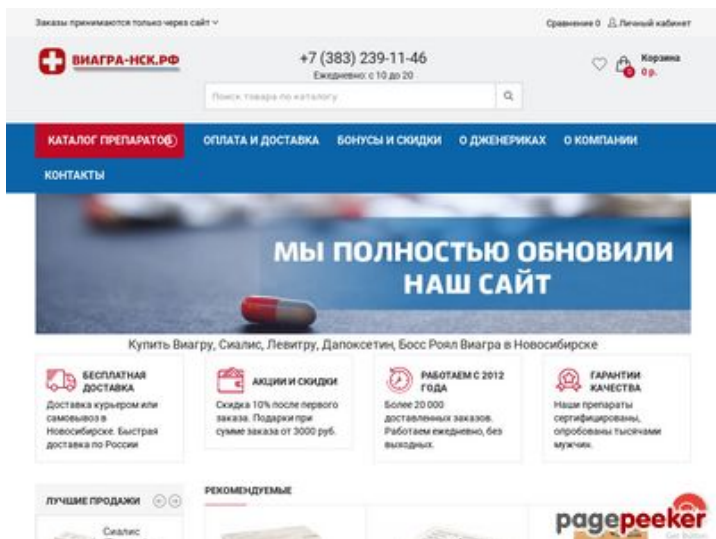 Заказы принимаются только через сайт
Сравнение 0 Личный кабинет
ВИАГРА-НСК.РФ
+7 (383) 239-11-46
Ежедневно: с 10 до 20
Корзина
0
0 р.
Поиск товара по каталогу
КАТАЛОГ ПРЕПАРАТОВ
ОПЛАТА И ДОСТАВКА
БОНУСЫ И СКИДКИ
О ДЖЕНЕРИКАХ
О КОМПАНИИ
КОНТАКТЫ
МЫ ПОЛНОСТЬЮ ОБНОВИЛИ
НАШ САЙТ
Купить Виагру, Сиалис, Левитру, Дапоксетин, Босс Роял Виагра в Новосибирске
БЕСПЛАТНАЯ
ДОСТАВКА
Доставка курьером или
самовывоз в
Новосибирске. Быстрая
доставка по России
АКЦИИ И СКИДКИ
Скидка 10% после первого
заказа. Подарки при
сумме заказа от 3000 руб.
РАБОТАЕМ С 2012
ГОДА
Более 20 000
доставленных заказов.
Работаем ежедневно, без
выходных.
ГАРАНТИИ
КАЧЕСТВА
Наши препараты
сертифицированы,
опробованы тысячами
мужчин.
ЛУЧШИЕ ПРОДАЖИ
РЕКОМЕНДУЕМЫЕ
Сиалис
pagepeeker
Get Button